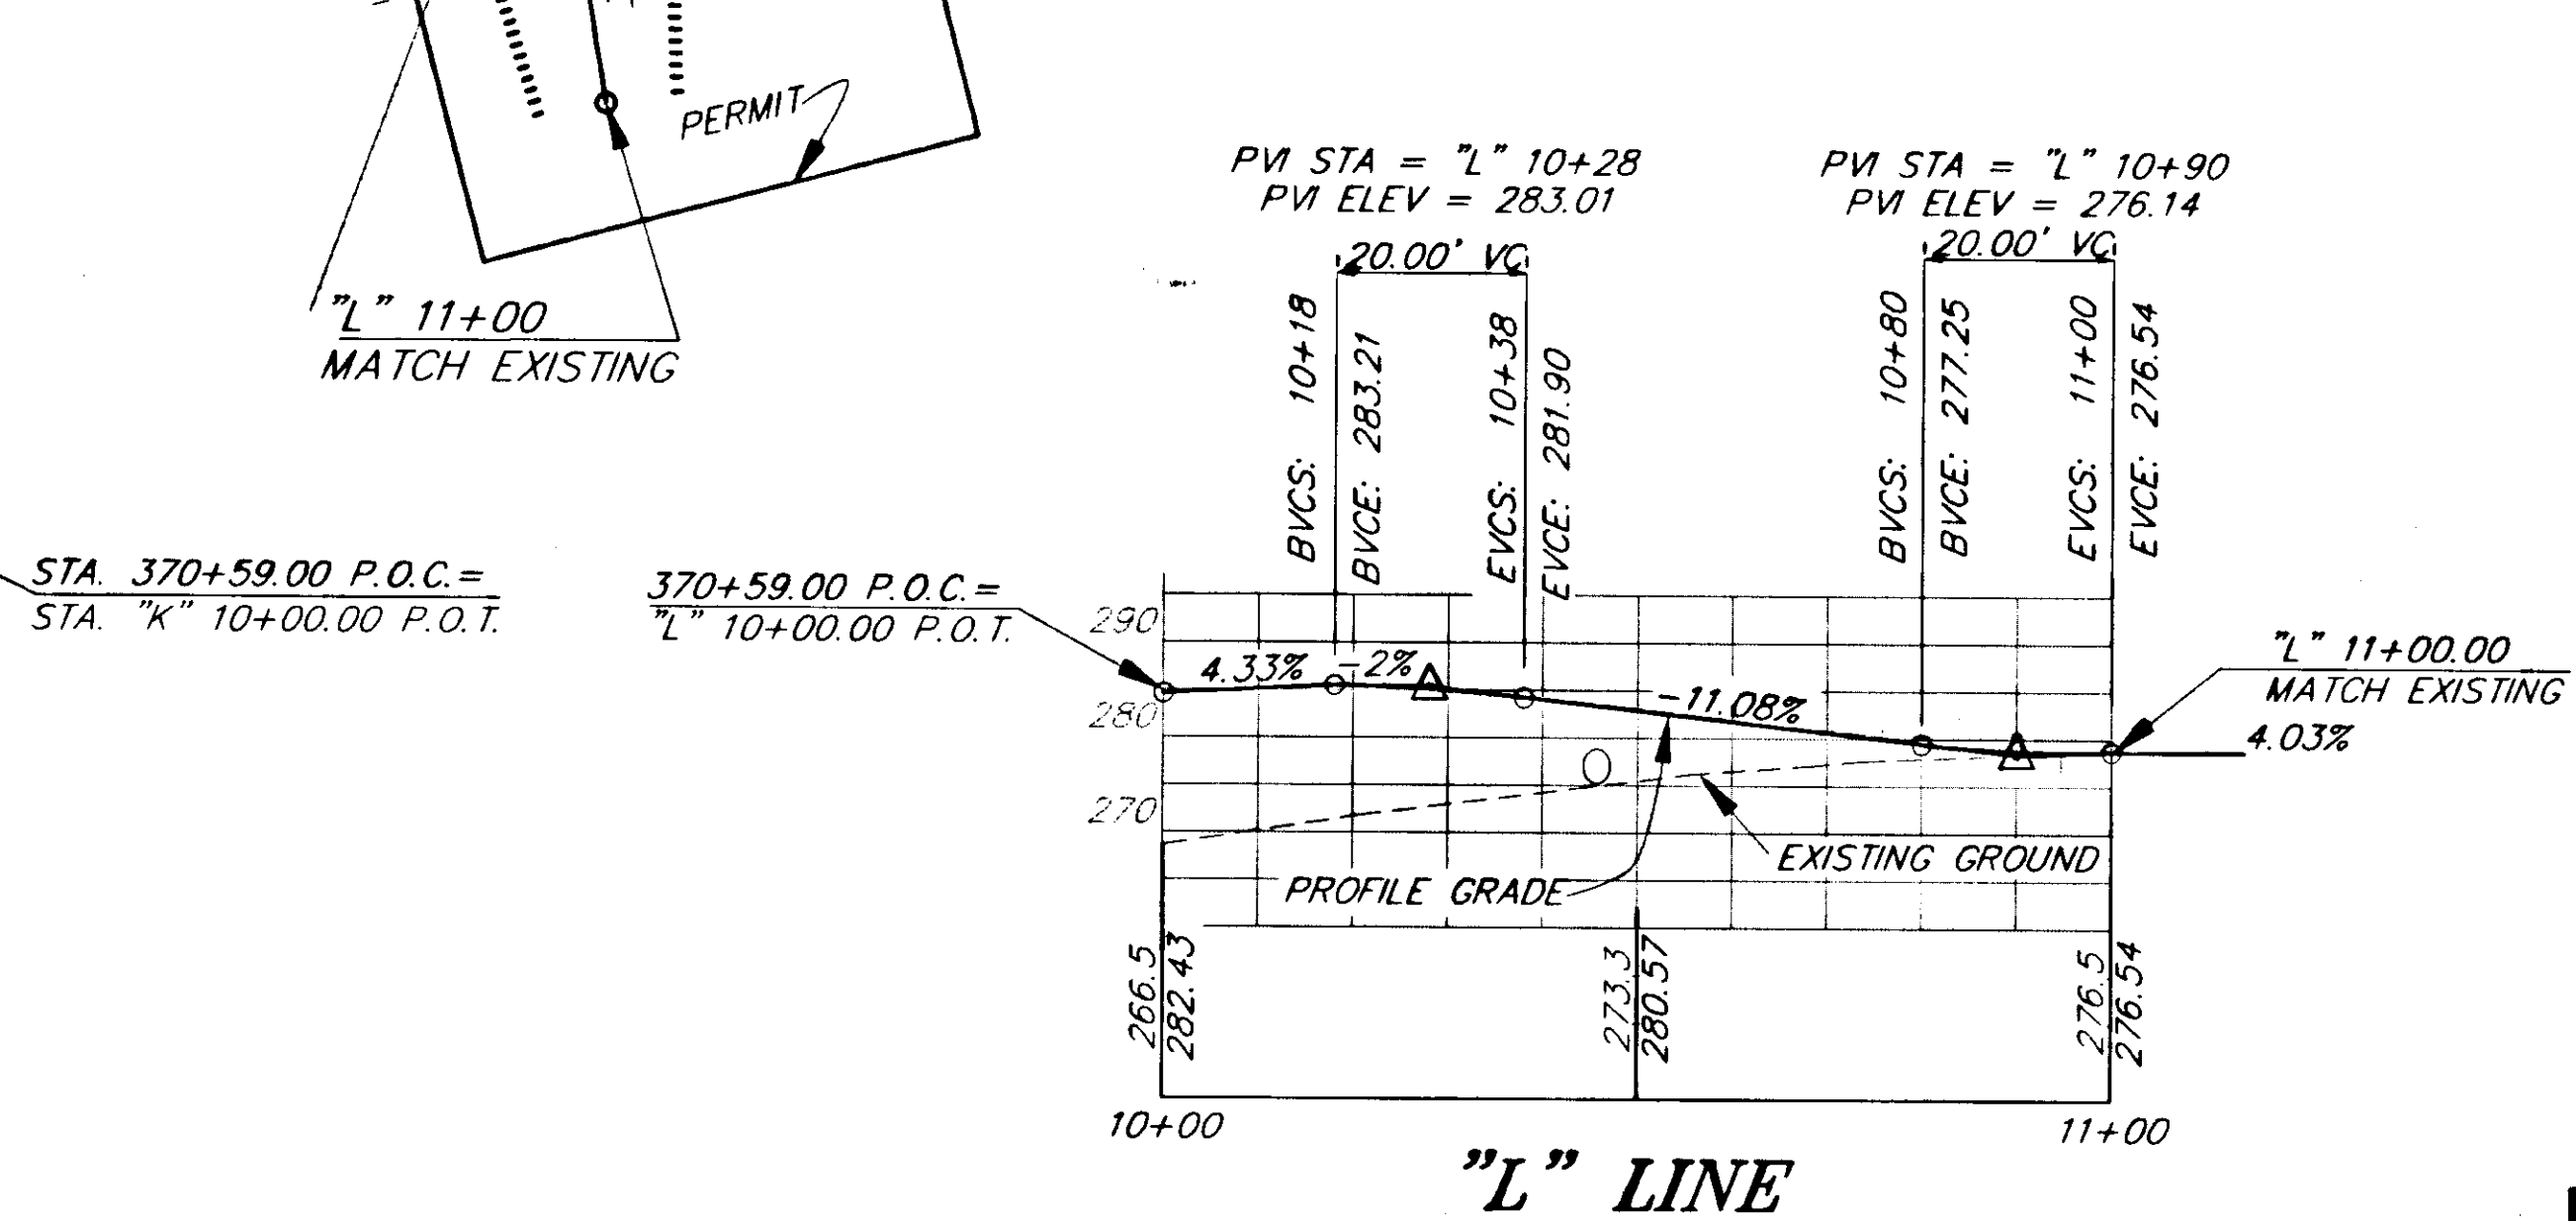 PERMIT
"L" 11+00
MATCH EXISTING
STA. 370+59.00 P.O.C.=
STA. "K" 10+00.00 P.O.T.
370+59.00 P.O.C.=
"L" 10+00.00 P.O.T.
PVI STA = "L" 10+28
PVI ELEV = 283.01
20.00' VC
BVCS: 10+18
BVCE: 283.21
EVCS: 10+38
EVCE: 281.90
PVI STA = "L" 10+90
PVI ELEV = 276.14
20.00' VC
BVCS: 10+80
BVCE: 277.25
EVCS: 11+00
EVCE: 276.54
290
280
270
4.33%
-2%
-11.08%
4.03%
"L" 11+00.00
MATCH EXISTING
EXISTING GROUND
PROFILE GRADE
266.5
282.43
273.3
280.57
276.5
276.54
10+00
11+00
"L" LINE